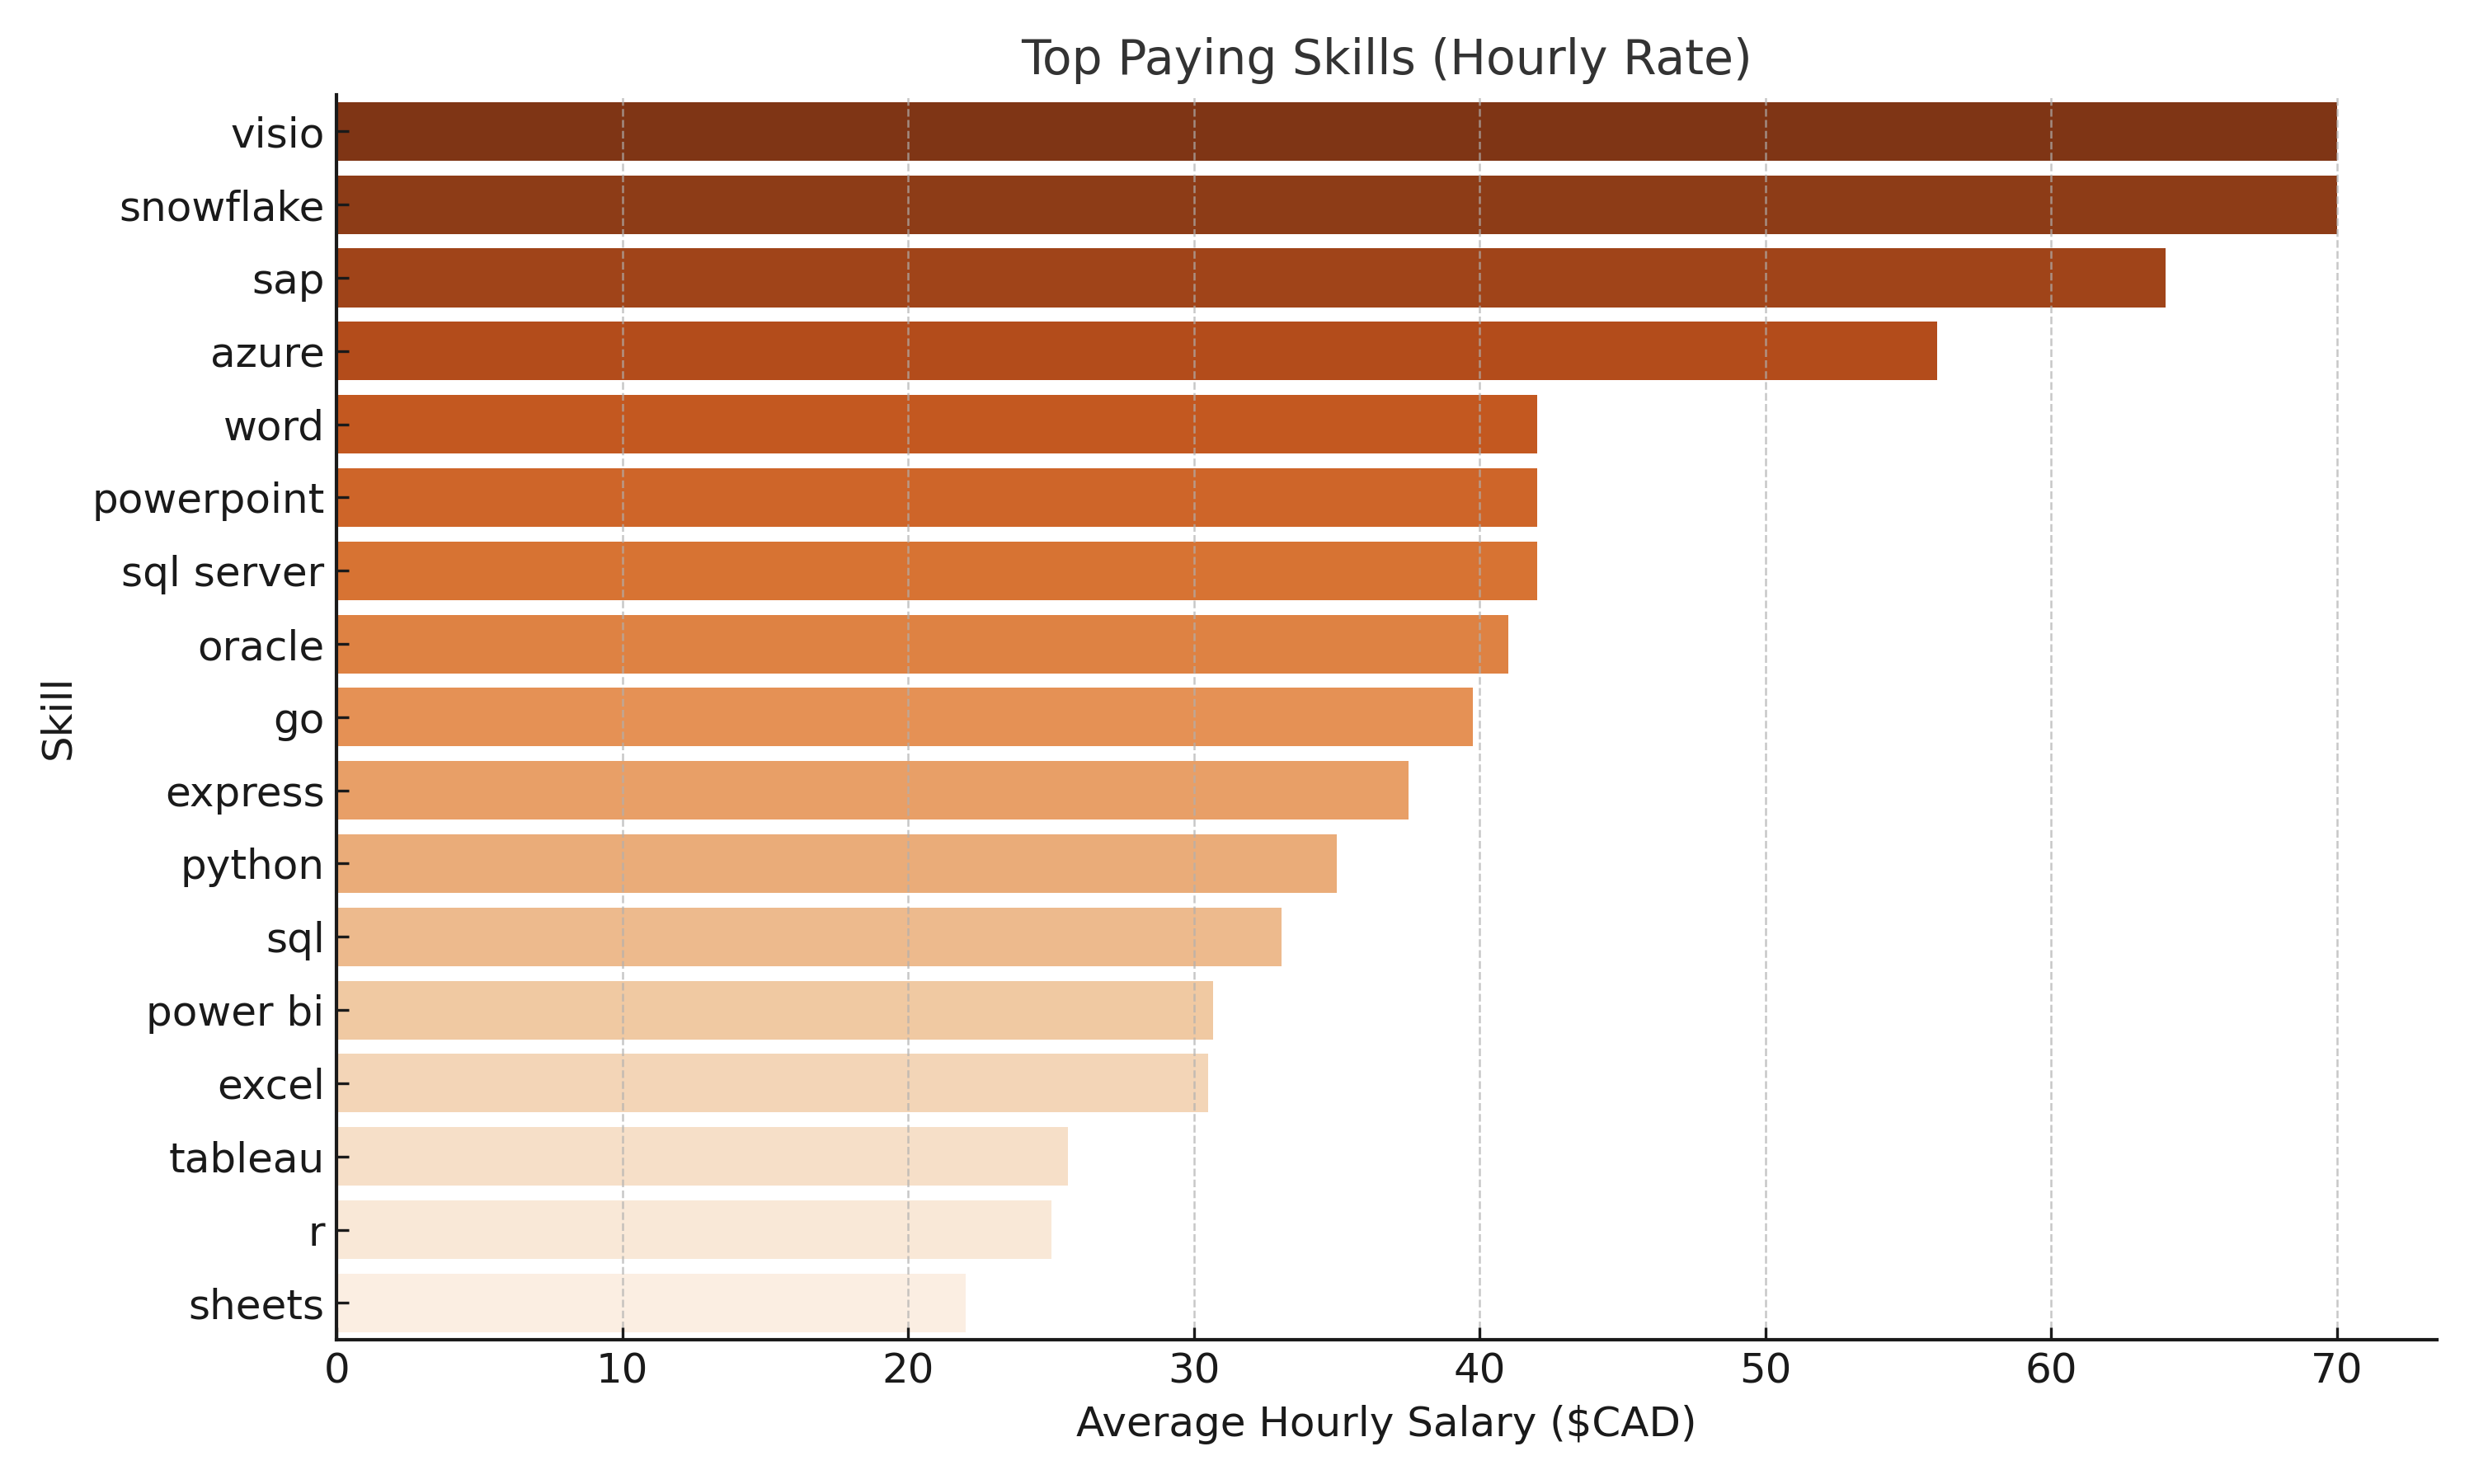 Top Paying Skills (Hourly Rate)
visio
snowflake
sap
azure
word
powerpoint
sql server
oracle
go
express
python
sql
power bi
excel
tableau
r
sheets
Skill
0 10 20 30 40 50 60 70
Average Hourly Salary ($CAD)